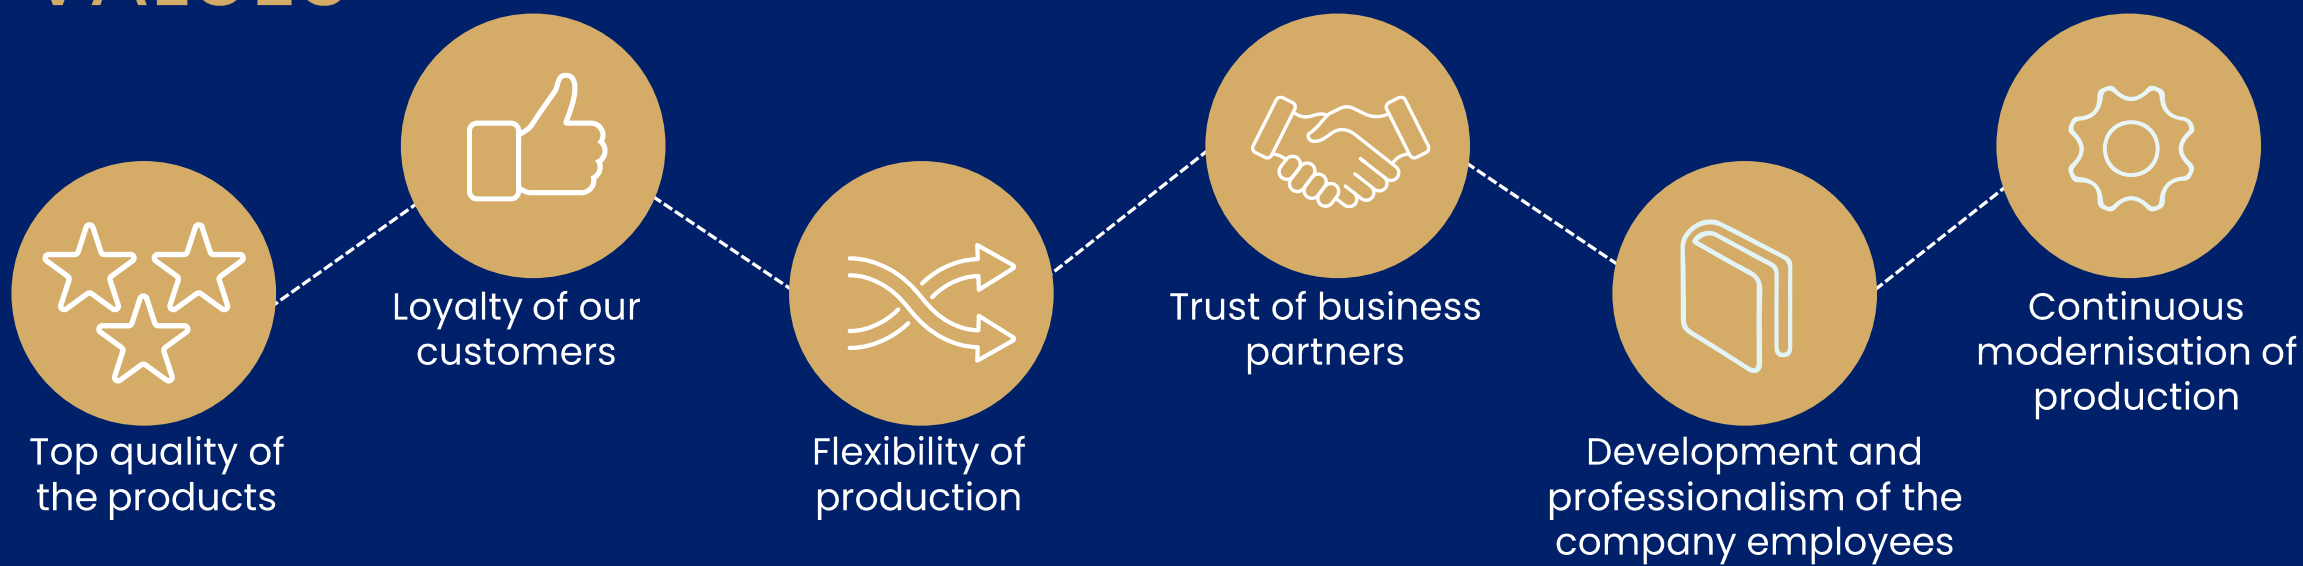 VALUES
Top quality of
the products
Loyalty of our
customers
Flexibility of
production
Trust of business
partners
Development and
professionalism of the
company employees
Continuous
modernisation of
production